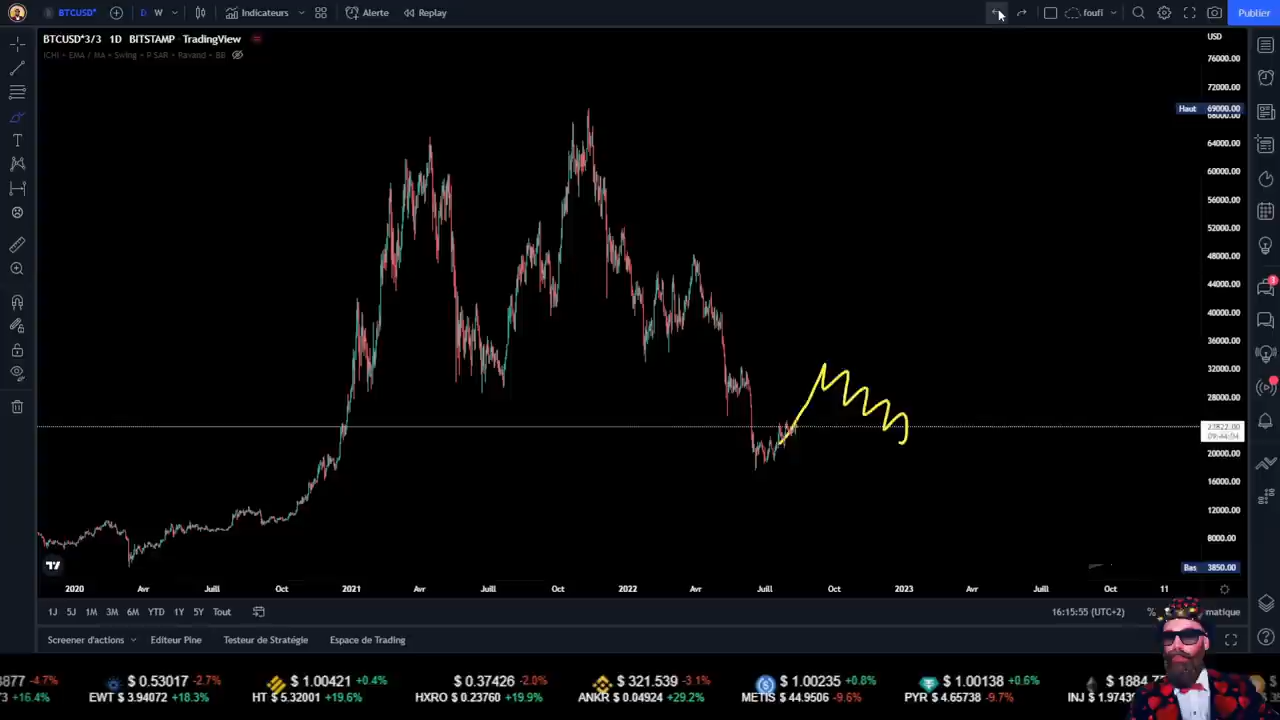 BTCUSD* D W Indicateurs Alerte Replay foufi Publier
BTCUSD*3/3 1D BITSTAMP TradingView
ICHI - EMA / MA - Swing - P SAR - Pavand - BB
USD
76000.00
72000.00
Haut 69000.00
68000.00
64000.00
60000.00
56000.00
52000.00
48000.00
44000.00
40000.00
36000.00
32000.00
28000.00
23822.00
09:44:04
20000.00
16000.00
12000.00
8000.00
Bas 3850.00
2020 Avr Juill Oct 2021 Avr Juill Oct 2022 Avr Juill Oct 2023 Avr Juill Oct 11
1J 5J 1M 3M 6M YTD 1Y 5Y Tout 16:15:55 (UTC+2) % matique
Screener d'actions Editeur Pine Testeur de Stratégie Espace de Trading
3877 -4.7% $ 0.53017 -2.7% $ 1.00421 +0.4% $ 0.37426 -2.0% $ 321.539 -3.1% $ 1.00235 +0.8% $ 1.00138 +0.6% $ 1884.7
73 +16.4% EWT $ 3.94072 +18.3% HT $ 5.32001 +19.6% HXRO $ 0.23760 +19.9% ANKR $ 0.04924 +29.2% METIS $ 44.9506 -9.6% PYR $ 4.65738 -9.7% INJ $ 1.9743